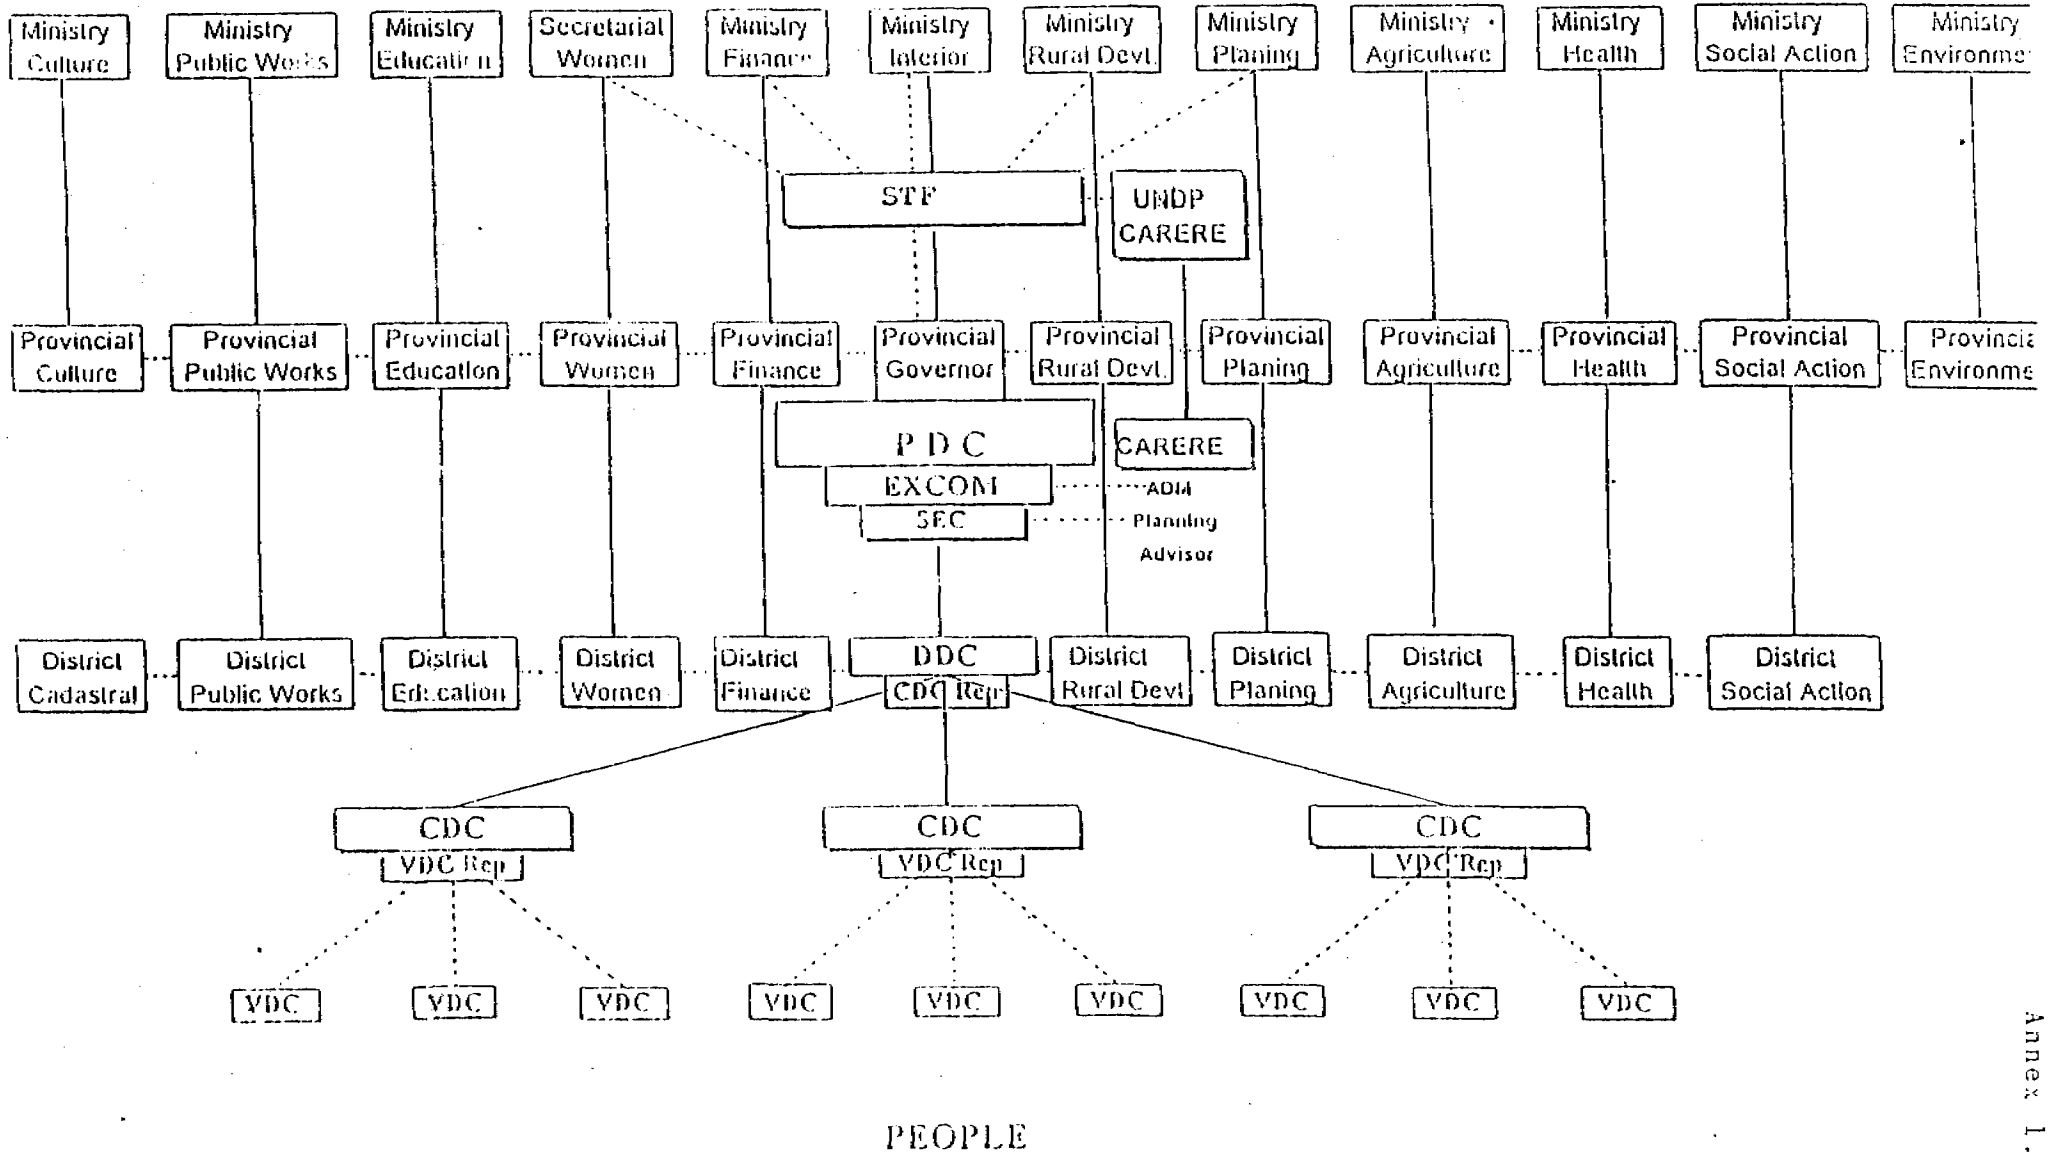 Ministry Culture
Ministry Public Works
Ministry Education
Secretariat Women
Ministry Finance
Ministry Interior
Ministry Rural Devt.
Ministry Planing
Ministry Agriculture
Ministry Health
Ministry Social Action
Ministry Environme
STF
UNDP
CARERE
Provincial Culture
Provincial Public Works
Provincial Education
Provincial Women
Provincial Finance
Provincial Governor
Provincial Rural Devt.
Provincial Planing
Provincial Agriculture
Provincial Health
Provincial Social Action
Provincia Environme
PDC
CARERE
EXCOM
ADM
SEC
Planning
Advisor
District Cadastral
District Public Works
District Education
District Women
District Finance
DDC
CDC Rep
District Rural Devt
District Planing
District Agriculture
District Health
District Social Action
CDC
CDC
CDC
VDC Rep
VDC Rep
VDC Rep
VDC
VDC
VDC
VDC
VDC
VDC
VDC
VDC
VDC
PEOPLE
Annex 1.